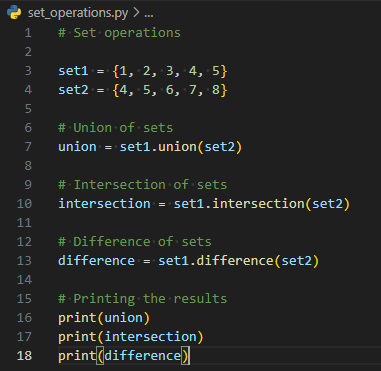 set_operations.py > ...
1 # Set operations
2
3 set1 = {1, 2, 3, 4, 5}
4 set2 = {4, 5, 6, 7, 8}
5
6 # Union of sets
7 union = set1.union(set2)
8
9 # Intersection of sets
10 intersection = set1.intersection(set2)
11
12 # Difference of sets
13 difference = set1.difference(set2)
14
15 # Printing the results
16 print(union)
17 print(intersection)
18 print(difference)